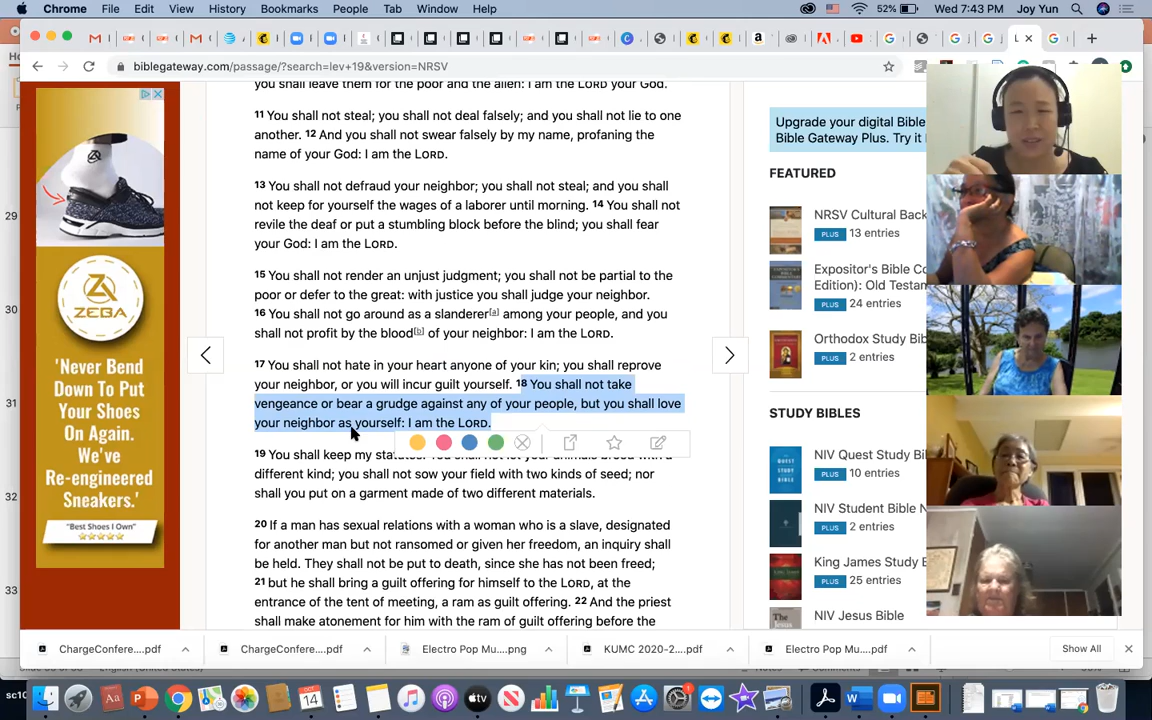 Chrome File Edit View History Bookmarks People Tab Window Help 52% Wed 7:43 PM Joy Yun
biblegateway.com/passage/?search=lev+19&version=NRSV
you shall leave them for the poor and the alien: I am the LORD your God.
11 You shall not steal; you shall not deal falsely; and you shall not lie to one
another. 12 And you shall not swear falsely by my name, profaning the
name of your God: I am the LORD.
13 You shall not defraud your neighbor; you shall not steal; and you shall
not keep for yourself the wages of a laborer until morning. 14 You shall not
revile the deaf or put a stumbling block before the blind; you shall fear
your God: I am the LORD.
15 You shall not render an unjust judgment; you shall not be partial to the
poor or defer to the great: with justice you shall judge your neighbor.
16 You shall not go around as a slanderer[a] among your people, and you
shall not profit by the blood[b] of your neighbor: I am the LORD.
17 You shall not hate in your heart anyone of your kin; you shall reprove
your neighbor, or you will incur guilt yourself. 18 You shall not take
vengeance or bear a grudge against any of your people, but you shall love
your neighbor as yourself: I am the LORD.
19 You shall keep my
different kind; you shall not sow your field with two kinds of seed; nor
shall you put on a garment made of two different materials.
20 If a man has sexual relations with a woman who is a slave, designated
for another man but not ransomed or given her freedom, an inquiry shall
be held. They shall not be put to death, since she has not been freed;
21 but he shall bring a guilt offering for himself to the LORD, at the
entrance of the tent of meeting, a ram as guilt offering. 22 And the priest
shall make atonement for him with the ram of guilt offering before the
29
30
31
32
33
ZEBA
'Never Bend
Down To Put
Your Shoes
On Again.
We've
Re-engineered
Sneakers.'
"Best Shoes I Own"
Upgrade your digital Bible
Bible Gateway Plus. Try it
FEATURED
NRSV Cultural Back
PLUS 13 entries
Expositor's Bible Co
Edition): Old Testan
PLUS 24 entries
Orthodox Study Bible
PLUS 2 entries
STUDY BIBLES
NIV Quest Study Bi
PLUS 10 entries
NIV Student Bible N
PLUS 2 entries
King James Study B
PLUS 25 entries
NIV Jesus Bible
ChargeConfe....pdf ChargeConfe....pdf Electro Pop Mu....png KUMC 2020-2....pdf Electro Pop Mu....pdf Show All
OCT
14